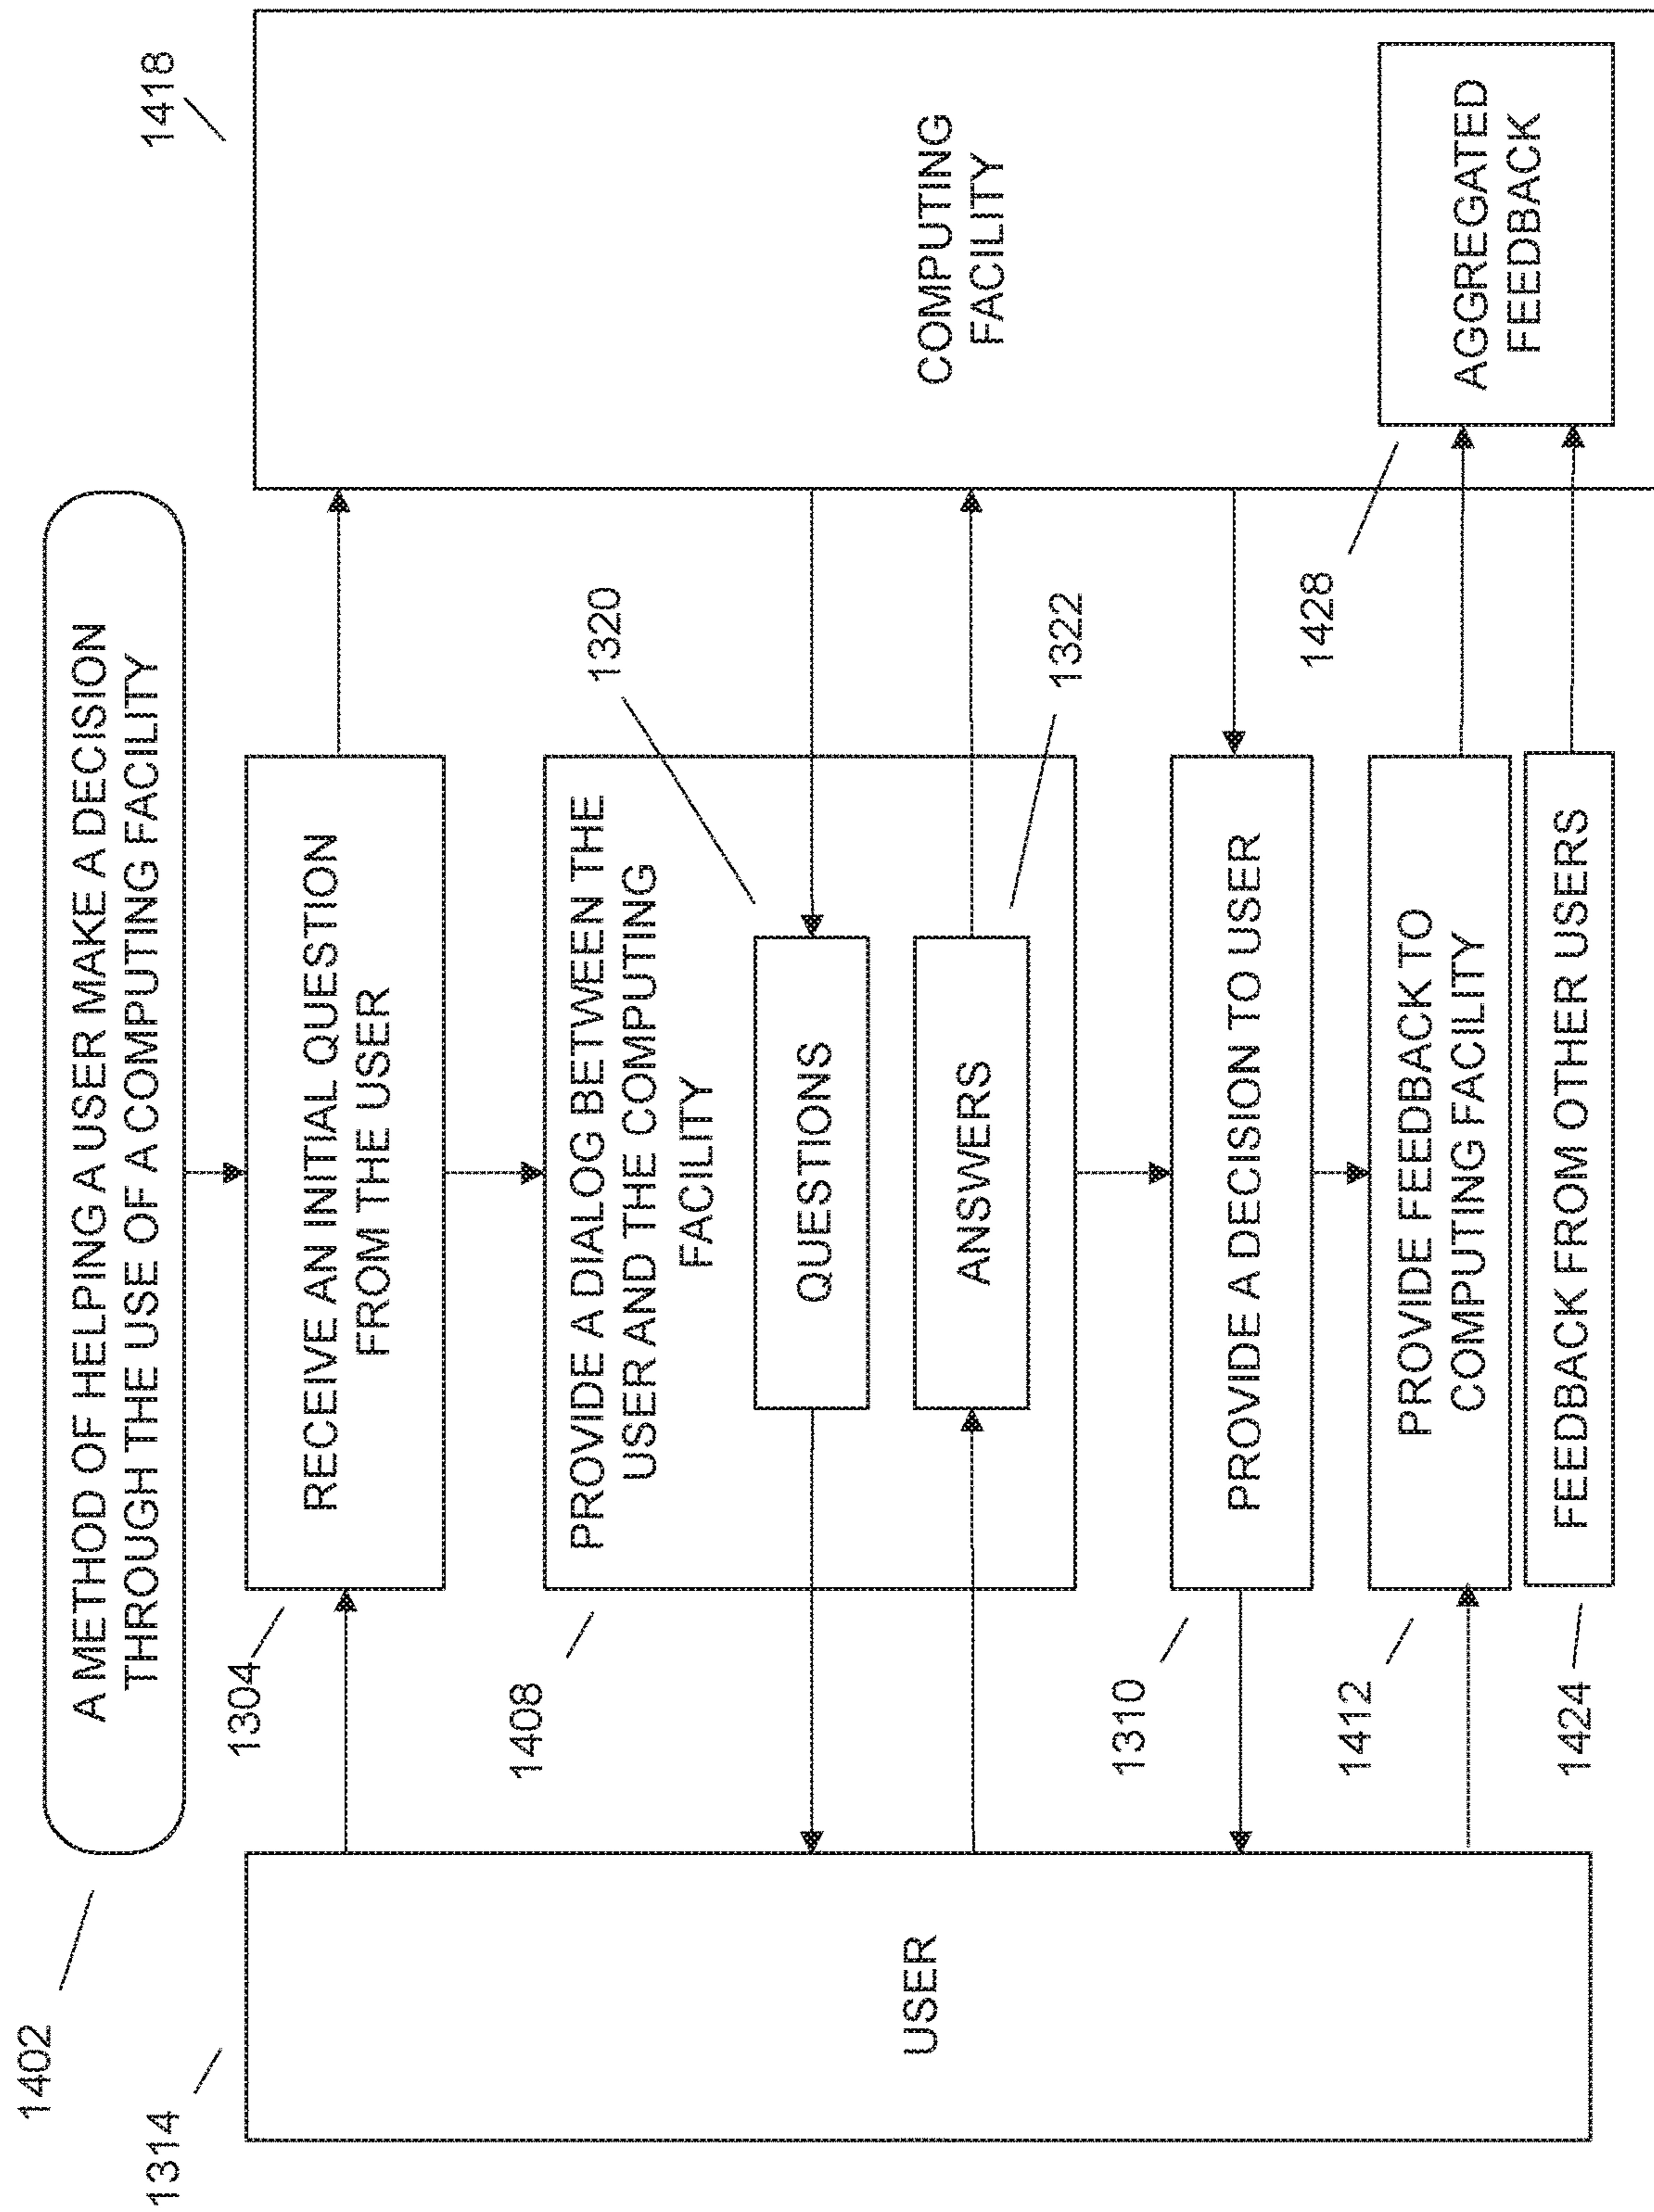 1402
A METHOD OF HELPING A USER MAKE A DECISION
THROUGH THE USE OF A COMPUTING FACILITY
1314
USER
1304
RECEIVE AN INITIAL QUESTION
FROM THE USER
1408
PROVIDE A DIALOG BETWEEN THE
USER AND THE COMPUTING
FACILITY
1320
QUESTIONS
1322
ANSWERS
1310
PROVIDE A DECISION TO USER
1412
PROVIDE FEEDBACK TO
COMPUTING FACILITY
1424
FEEDBACK FROM OTHER USERS
1418
COMPUTING
FACILITY
1428
AGGREGATED
FEEDBACK